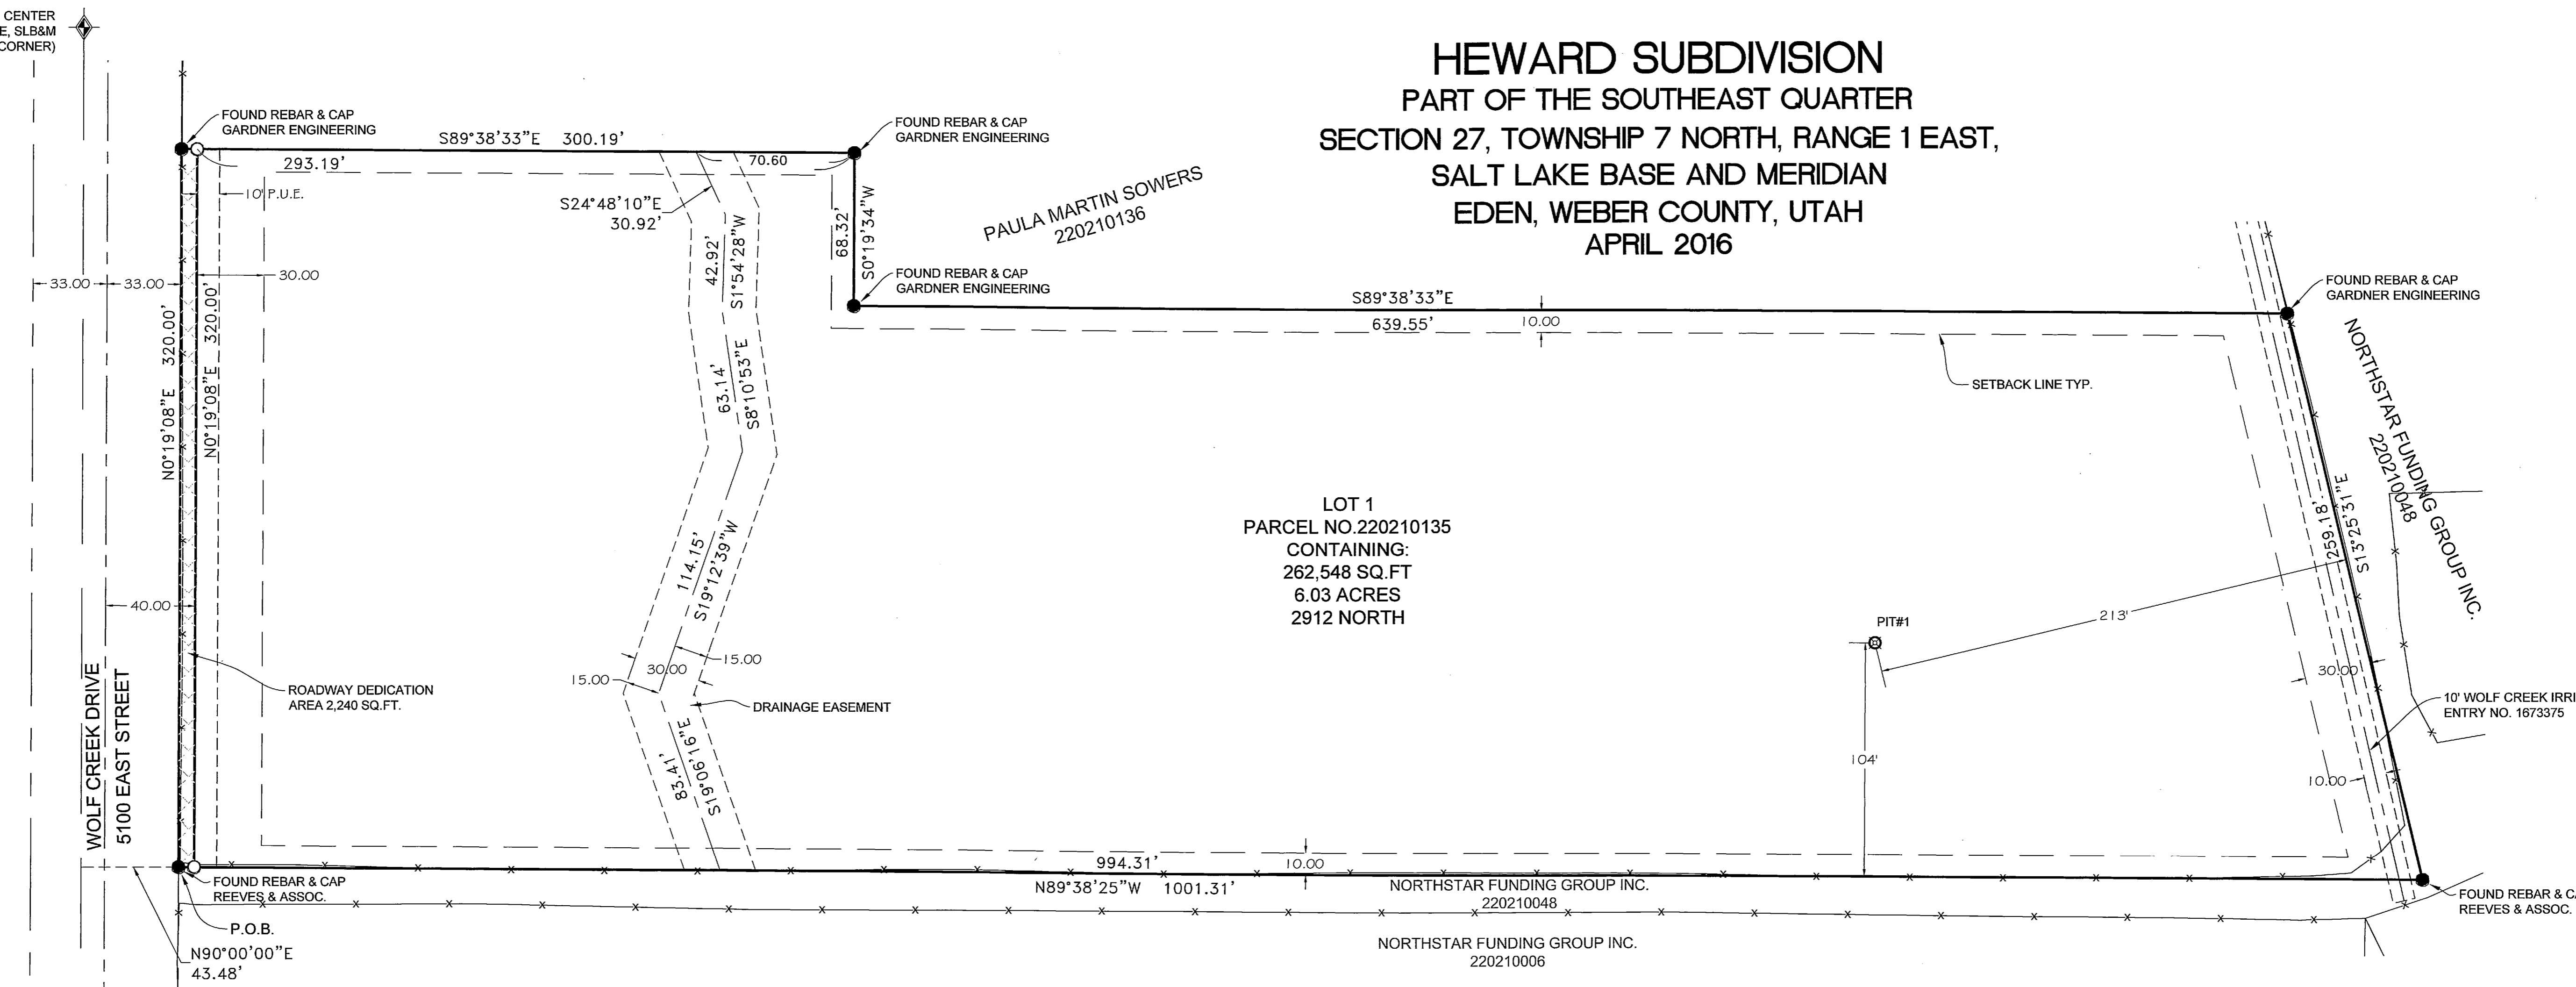 CENTER
E, SLB&M
CORNER)
HEWARD SUBDIVISION
PART OF THE SOUTHEAST QUARTER
SECTION 27, TOWNSHIP 7 NORTH, RANGE 1 EAST,
SALT LAKE BASE AND MERIDIAN
EDEN, WEBER COUNTY, UTAH
APRIL 2016
FOUND REBAR & CAP
GARDNER ENGINEERING
S89°38'33"E 300.19'
293.19'
70.60
FOUND REBAR & CAP
GARDNER ENGINEERING
10' P.U.E.
S24°48'10"E
30.92'
68.32'
S0°19'34"W
PAULA MARTIN SOWERS
220210136
33.00
33.00
30.00
42.92'
S1°54'28"W
FOUND REBAR & CAP
GARDNER ENGINEERING
S89°38'33"E
639.55'
10.00
FOUND REBAR & CAP
GARDNER ENGINEERING
N0°19'08"E 320.00'
N0°19'08"E 320.00'
63.14'
S8°10'53"E
SETBACK LINE TYP.
NORTHSTAR FUNDING GROUP INC.
220210048
LOT 1
PARCEL NO.220210135
CONTAINING:
262,548 SQ.FT
6.03 ACRES
2912 NORTH
114.15'
S19°12'39"W
259.18'
S13°25'31"E
40.00
PIT#1
213'
15.00
30.00
15.00
30.00
ROADWAY DEDICATION
AREA 2,240 SQ.FT.
DRAINAGE EASEMENT
10' WOLF CREEK IRRI
ENTRY NO. 1673375
WOLF CREEK DRIVE
5100 EAST STREET
83.41'
S19°06'16"E
104'
10.00
994.31'
10.00
N89°38'25"W 1001.31'
NORTHSTAR FUNDING GROUP INC.
220210048
FOUND REBAR & CAP
REEVES & ASSOC.
FOUND REBAR & CA
REEVES & ASSOC.
P.O.B.
N90°00'00"E
43.48'
NORTHSTAR FUNDING GROUP INC.
220210006